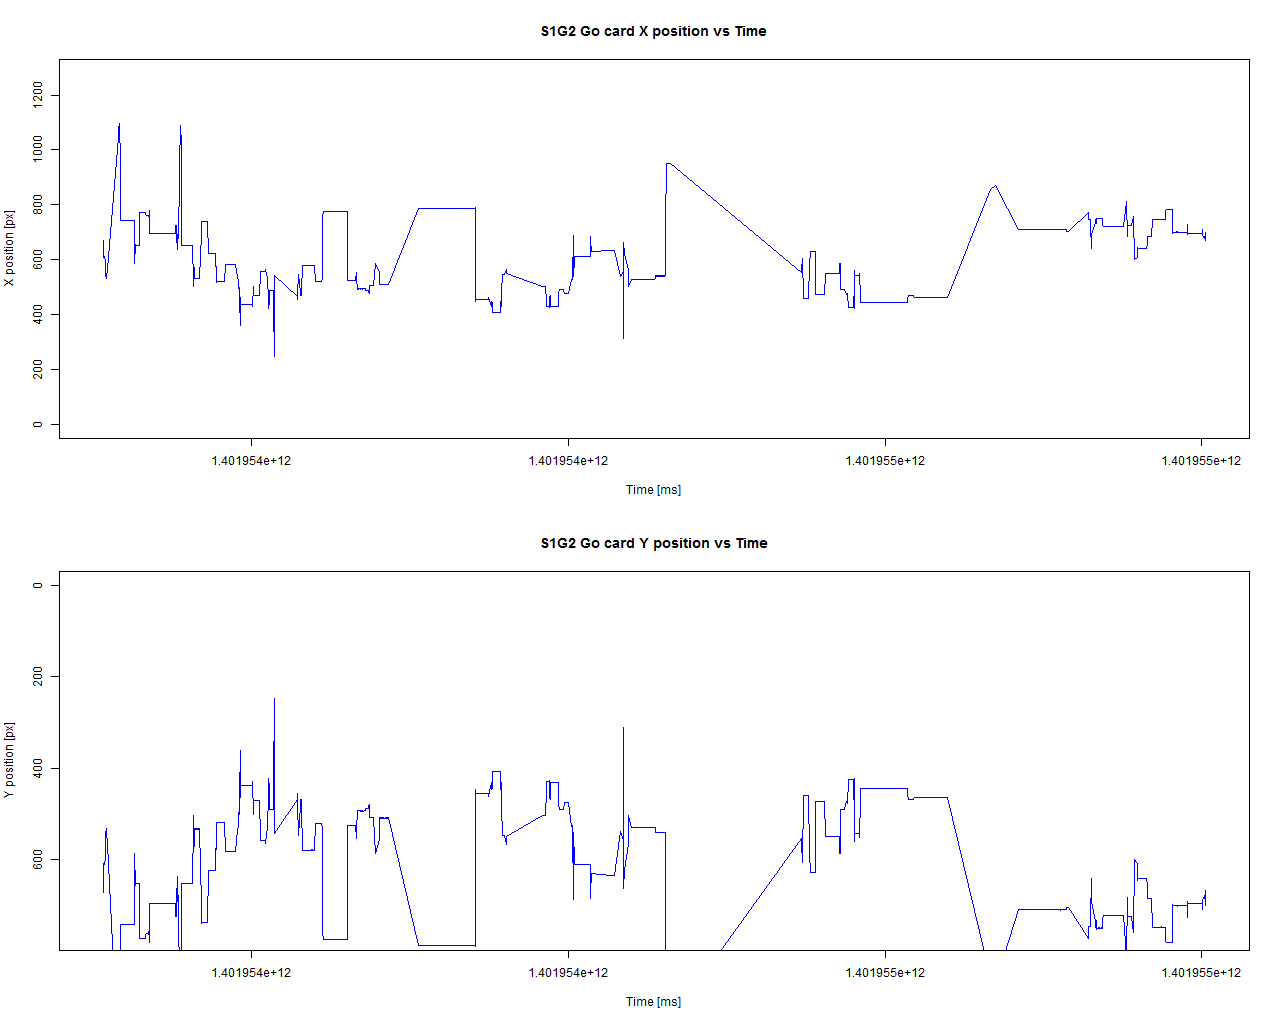 S1G2 Go card X position vs Time
X position [px]
1200
1000
800
600
400
200
0
1.401954e+12 1.401954e+12 1.401955e+12 1.401955e+12
Time [ms]
S1G2 Go card Y position vs Time
Y position [px]
0
200
400
600
1.401954e+12 1.401954e+12 1.401955e+12 1.401955e+12
Time [ms]